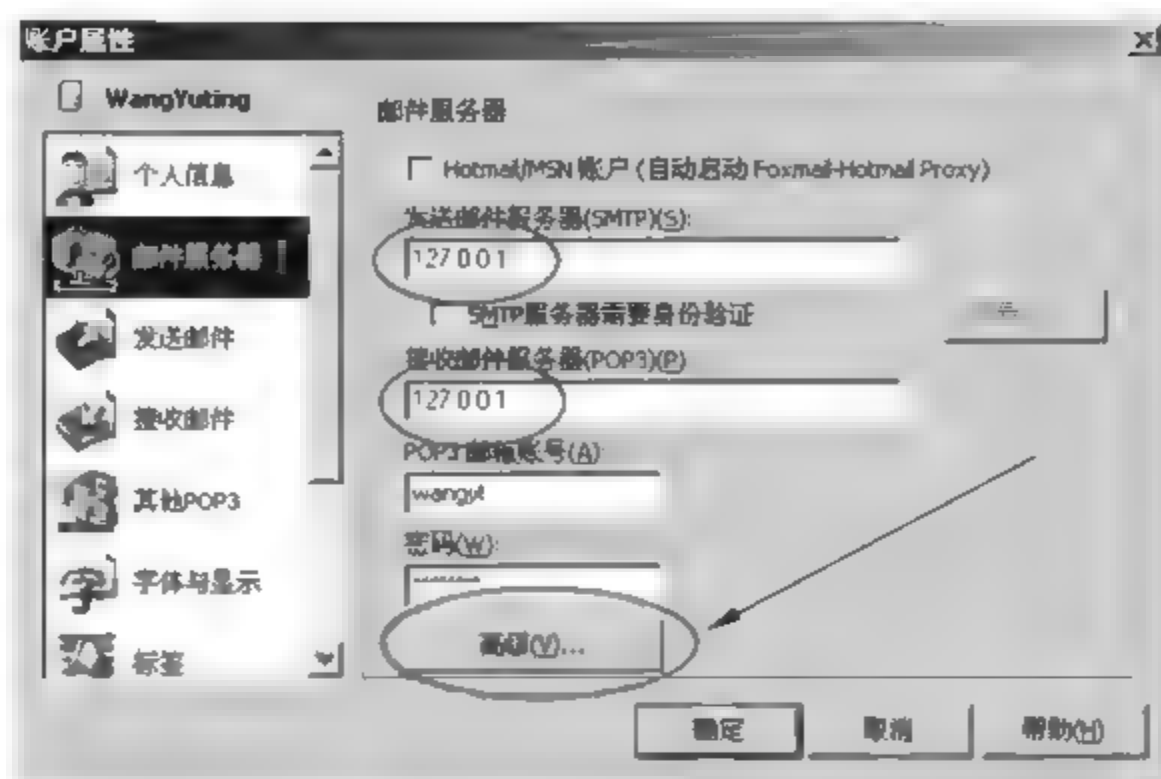 账户属性
WangYuting
个人信息
邮件服务器
发送邮件
接收邮件
其他POP3
字体与显示
标签
邮件服务器
Hotmail/MSN 账户 (自动启动 Foxmail-Hotmail Proxy)
发送邮件服务器(SMTP)(S):
127.0.0.1
SMTP服务器需要身份验证
接收邮件服务器(POP3)(P)
127.0.0.1
POP3 邮箱账号(A)
wangyt
密码(W):
高级(V)...
确定
取消
帮助(H)